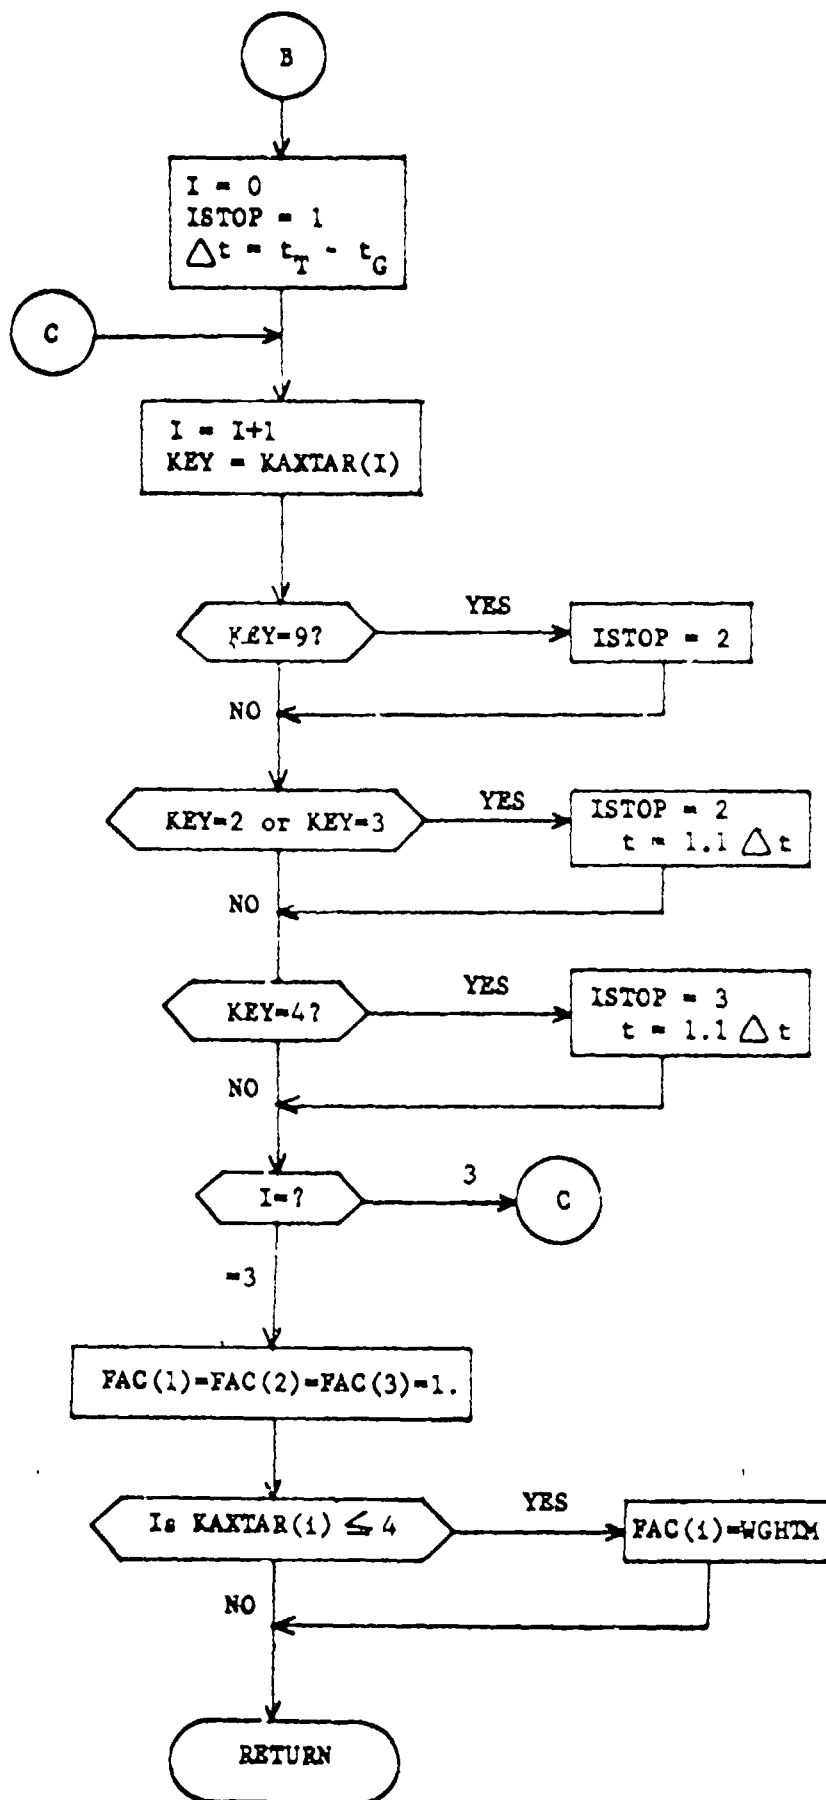 B
I = 0
ISTOP = 1
△t = t_T - t_G
C
I = I+1
KEY = KAXTAR(I)
KEY=9?
YES
ISTOP = 2
NO
KEY=2 or KEY=3
YES
ISTOP = 2
t = 1.1 △t
NO
KEY=4?
YES
ISTOP = 3
t = 1.1 △t
NO
I=?
3
C
=3
FAC(1)=FAC(2)=FAC(3)=1.
Is KAXTAR(i) ≤ 4
YES
FAC(i)=WGHTM
NO
RETURN